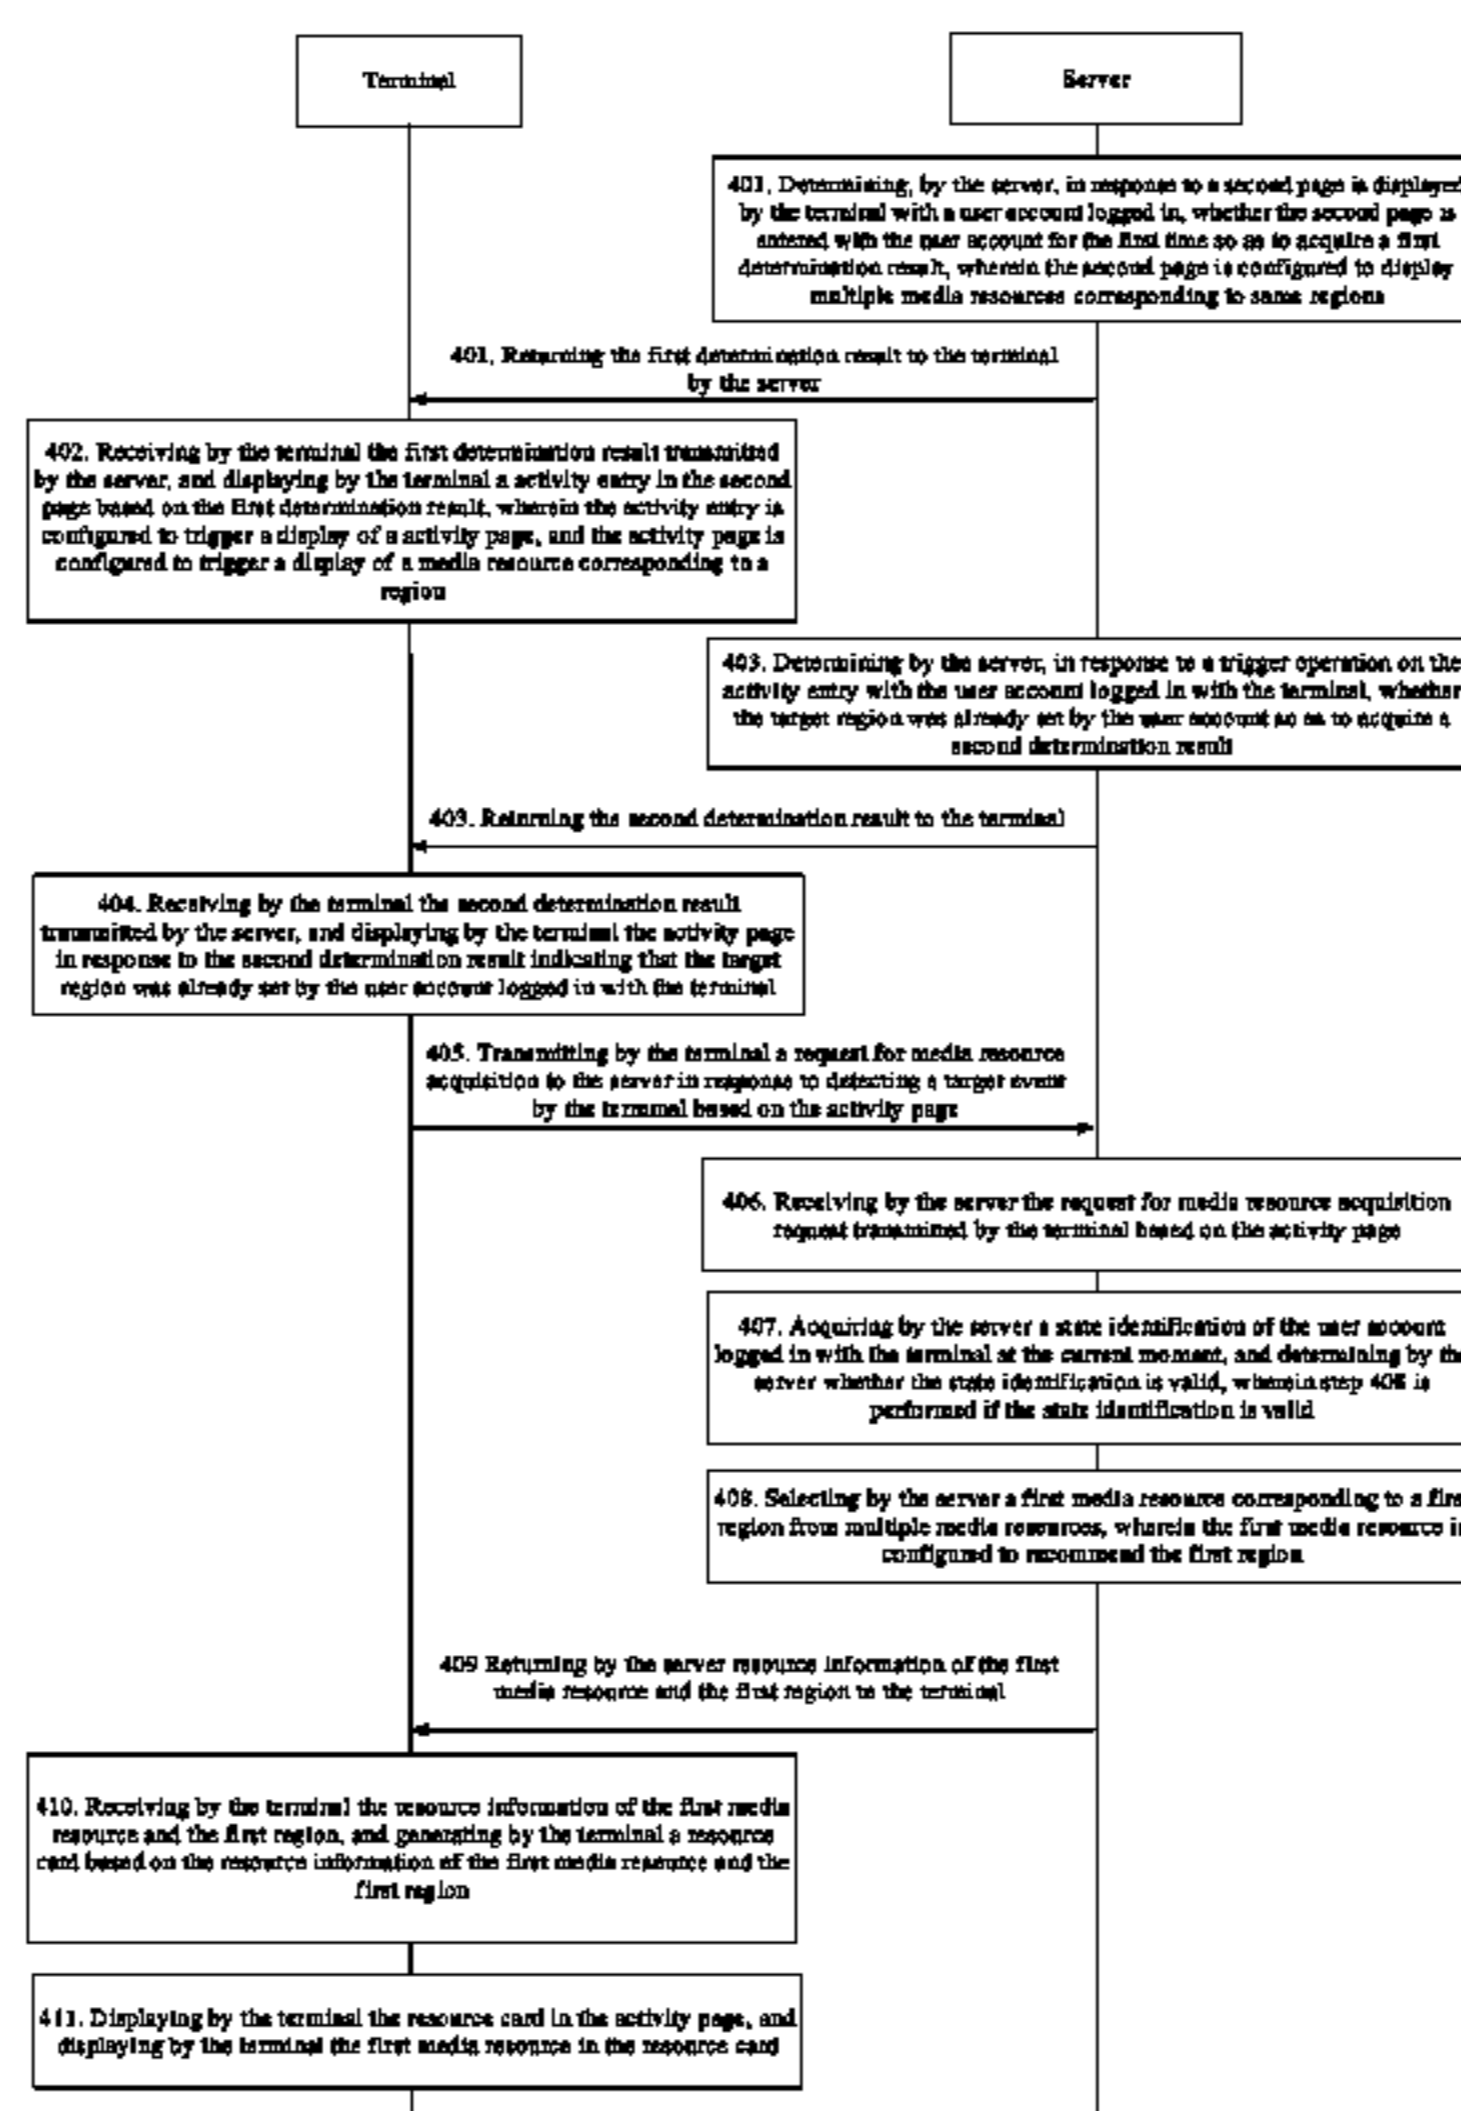 Terminal
Server
401. Determining, by the server, in response to a second page is displayed
by the terminal with a user account logged in, whether the second page is
entered with the user account for the first time so as to acquire a first
determination result, wherein the second page is configured to display
multiple media resources corresponding to same regions
401. Returning the first determination result to the terminal
by the server
402. Receiving by the terminal the first determination result transmitted
by the server, and displaying by the terminal a activity entry in the second
page based on the first determination result, wherein the activity entry is
configured to trigger a display of a activity page, and the activity page is
configured to trigger a display of a media resource corresponding to a
region
403. Determining by the server, in response to a trigger operation on the
activity entry with the user account logged in with the terminal, whether
the target region was already set by the user account so as to acquire a
second determination result
403. Returning the second determination result to the terminal
404. Receiving by the terminal the second determination result
transmitted by the server, and displaying by the terminal the activity page
in response to the second determination result indicating that the target
region was already set by the user account logged in with the terminal
405. Transmitting by the terminal a request for media resource
acquisition to the server in response to detecting a target event
by the terminal based on the activity page
406. Receiving by the server the request for media resource acquisition
request transmitted by the terminal based on the activity page
407. Acquiring by the server a state identification of the user account
logged in with the terminal at the current moment, and determining by the
server whether the state identification is valid, wherein step 408 is
performed if the state identification is valid
408. Selecting by the server a first media resource corresponding to a first
region from multiple media resources, wherein the first media resource is
configured to recommend the first region
409 Returning by the server resource information of the first
media resource and the first region to the terminal
410. Receiving by the terminal the resource information of the first media
resource and the first region, and generating by the terminal a resource
card based on the resource information of the first media resource and the
first region
411. Displaying by the terminal the resource card in the activity page, and
displaying by the terminal the first media resource in the resource card